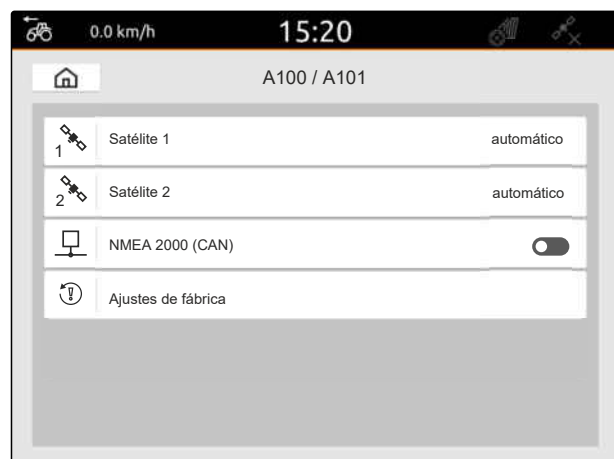 0.0 km/h 15:20
A100 / A101
1 Satélite 1 automático
2 Satélite 2 automático
NMEA 2000 (CAN)
Ajustes de fábrica